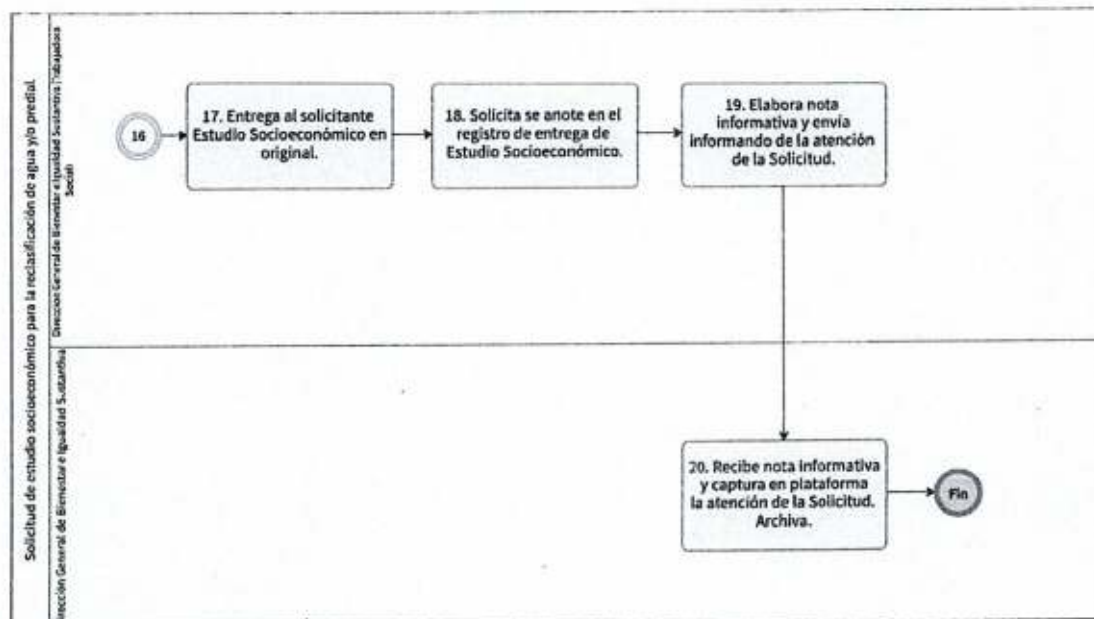 Solicitud de estudio socioeconómico para la reclasificación de agua y/o predial
Dirección General de Bienestar e Igualdad Sustantiva (Trabajadora
Social)
16
17. Entrega al solicitante
Estudio Socioeconómico en
original.
18. Solicita se anote en el
registro de entrega de
Estudio Socioeconómico.
19. Elabora nota
informativa y envía
informando de la atención
de la Solicitud.
Dirección General de Bienestar e Igualdad Sustantiva
20. Recibe nota informativa
y captura en plataforma
la atención de la Solicitud.
Archiva.
Fin